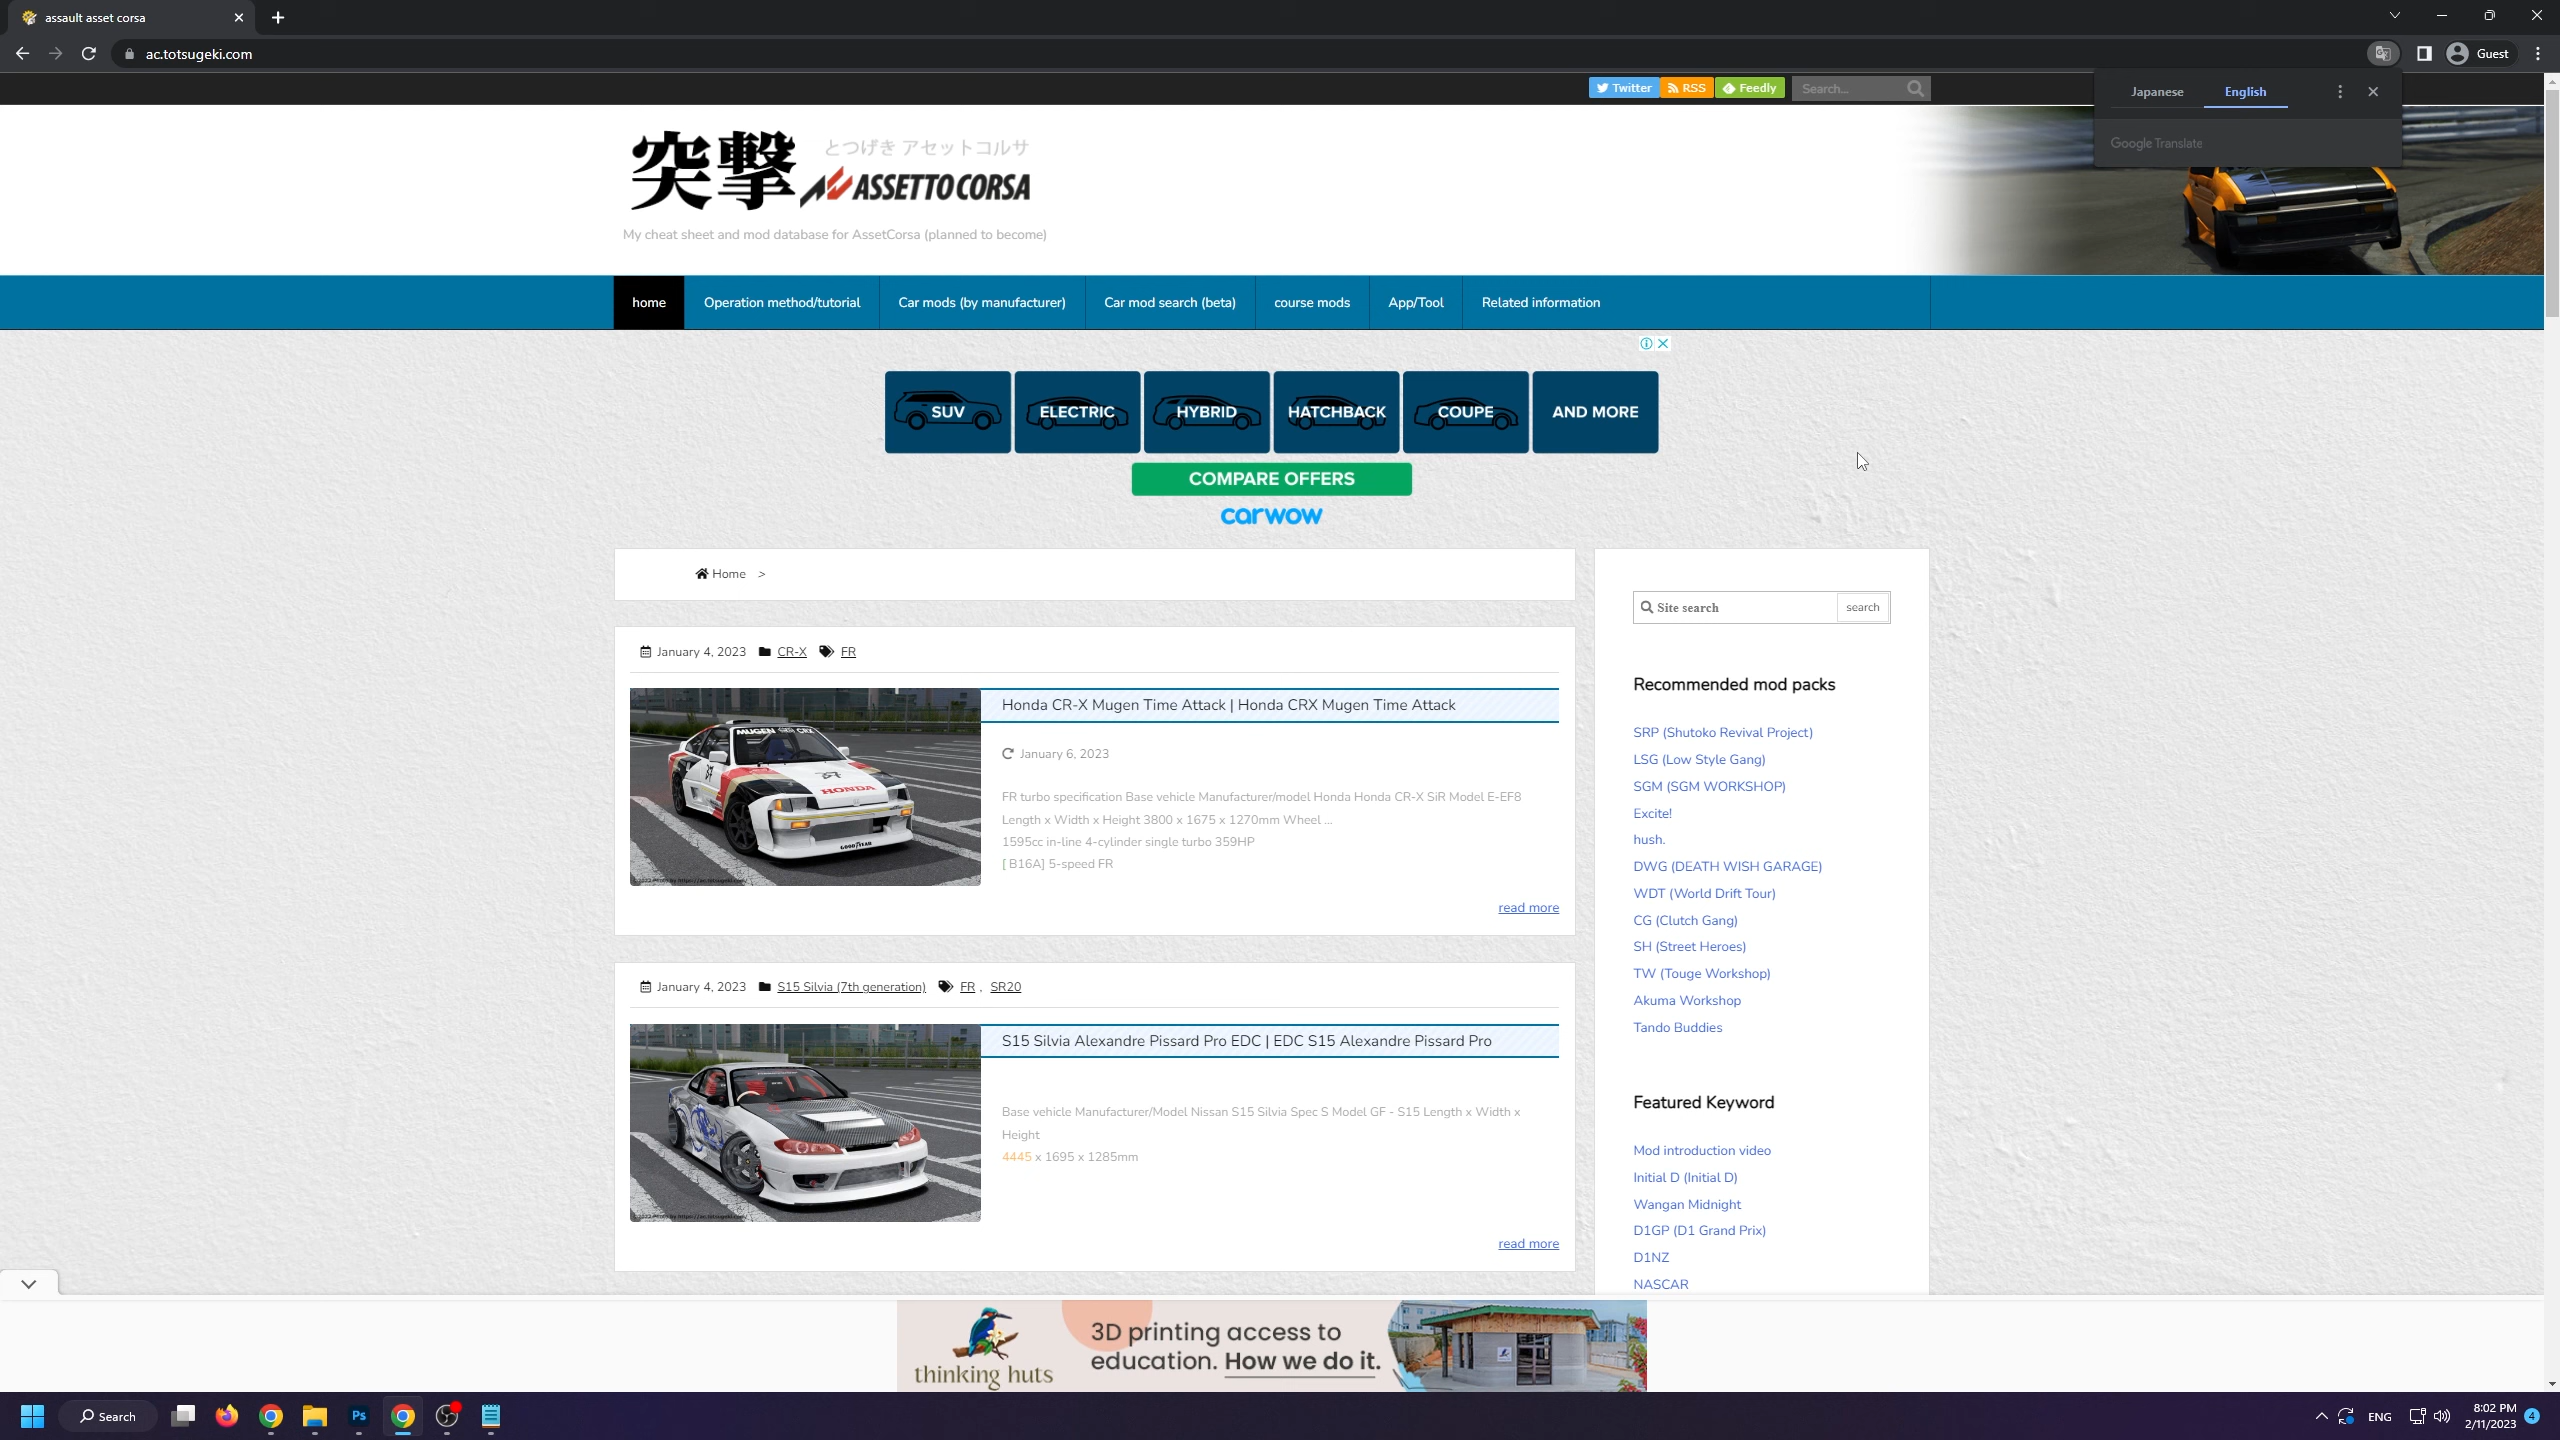 assault asset corsa
ac.totsugeki.com
Guest
Twitter
RSS
Feedly
Search...
Japanese
English
Google Translate
突撃
とつげき アセットコルサ
ASSETTO CORSA
My cheat sheet and mod database for AssetCorsa (planned to become)
home
Operation method/tutorial
Car mods (by manufacturer)
Car mod search (beta)
course mods
App/Tool
Related information
SUV
ELECTRIC
HYBRID
HATCHBACK
COUPE
AND MORE
COMPARE OFFERS
carwow
Home >
January 4, 2023 CR-X FR
Honda CR-X Mugen Time Attack | Honda CRX Mugen Time Attack
January 6, 2023
FR turbo specification Base vehicle Manufacturer/model Honda Honda CR-X SiR Model E-EF8
Length x Width x Height 3800 x 1675 x 1270mm Wheel ...
1595cc in-line 4-cylinder single turbo 359HP
[ B16A] 5-speed FR
MUGEN CRX
HONDA
GOODYEAR
read more
January 4, 2023 S15 Silvia (7th generation) FR , SR20
S15 Silvia Alexandre Pissard Pro EDC | EDC S15 Alexandre Pissard Pro
Base vehicle Manufacturer/Model Nissan S15 Silvia Spec S Model GF - S15 Length x Width x
Height
4445 x 1695 x 1285mm
read more
Site search
search
Recommended mod packs
SRP (Shutoko Revival Project)
LSG (Low Style Gang)
SGM (SGM WORKSHOP)
Excite!
hush.
DWG (DEATH WISH GARAGE)
WDT (World Drift Tour)
CG (Clutch Gang)
SH (Street Heroes)
TW (Touge Workshop)
Akuma Workshop
Tando Buddies
Featured Keyword
Mod introduction video
Initial D (Initial D)
Wangan Midnight
D1GP (D1 Grand Prix)
D1NZ
NASCAR
thinking huts
3D printing access to
education. How we do it.
Search
Ps
ENG
8:02 PM
2/11/2023
4